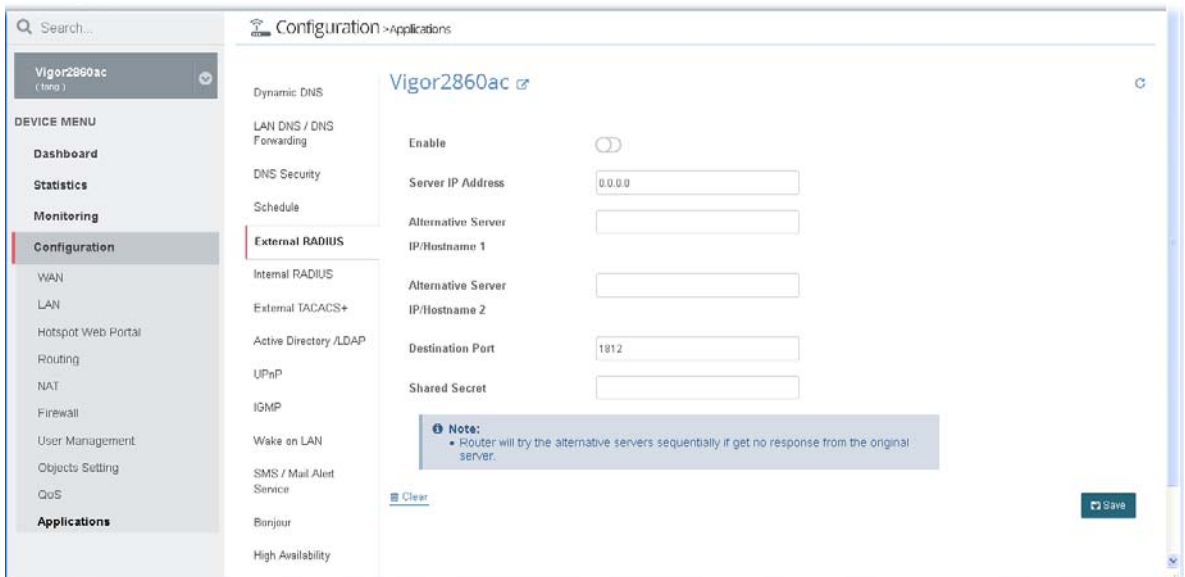 Search...
Configuration >Applications
Vigor2860ac
DEVICE MENU
Dashboard
Statistics
Monitoring
Configuration
WAN
LAN
Hotspot Web Portal
Routing
NAT
Firewall
User Management
Objects Setting
QoS
Applications
Dynamic DNS
LAN DNS / DNS
Forwarding
DNS Security
Schedule
External RADIUS
Internal RADIUS
External TACACS+
Active Directory /LDAP
UPnP
IGMP
Wake on LAN
SMS / Mail Alert
Service
Bonjour
High Availability
Vigor2860ac
Enable
Server IP Address
0.0.0.0
Alternative Server
IP/Hostname 1
Alternative Server
IP/Hostname 2
Destination Port
1812
Shared Secret
Note:
• Router will try the alternative servers sequentially if get no response from the original
server.
Clear
Save